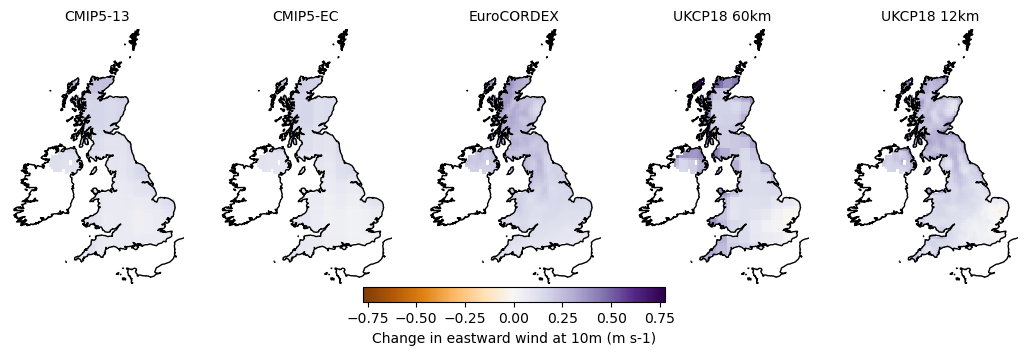 CMIP5-13 CMIP5-EC EuroCORDEX UKCP18 60km UKCP18 12km
−0.75 −0.50 −0.25 0.00 0.25 0.50 0.75
Change in eastward wind at 10m (m s-1)